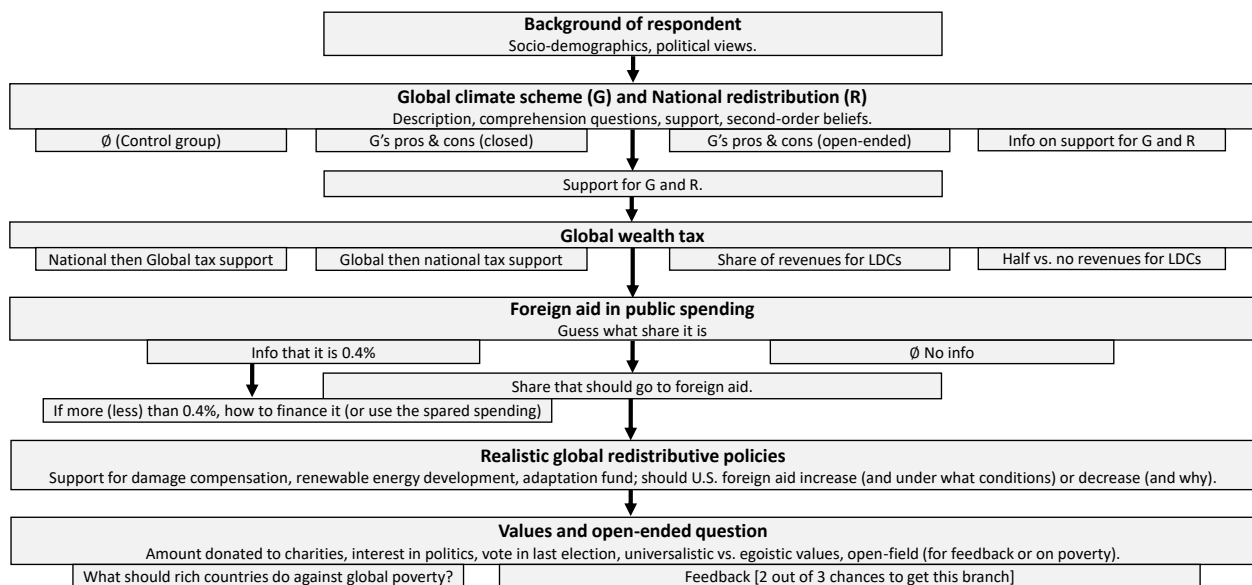 Background of respondent
Socio-demographics, political views.
Global climate scheme (G) and National redistribution (R)
Description, comprehension questions, support, second-order beliefs.
Ø (Control group)
G's pros & cons (closed)
G's pros & cons (open-ended)
Info on support for G and R
Support for G and R.
Global wealth tax
National then Global tax support
Global then national tax support
Share of revenues for LDCs
Half vs. no revenues for LDCs
Foreign aid in public spending
Guess what share it is
Info that it is 0.4%
Ø No info
Share that should go to foreign aid.
If more (less) than 0.4%, how to finance it (or use the spared spending)
Realistic global redistributive policies
Support for damage compensation, renewable energy development, adaptation fund; should U.S. foreign aid increase (and under what conditions) or decrease (and why).
Values and open-ended question
Amount donated to charities, interest in politics, vote in last election, universalistic vs. egoistic values, open-field (for feedback or on poverty).
What should rich countries do against global poverty?
Feedback [2 out of 3 chances to get this branch]